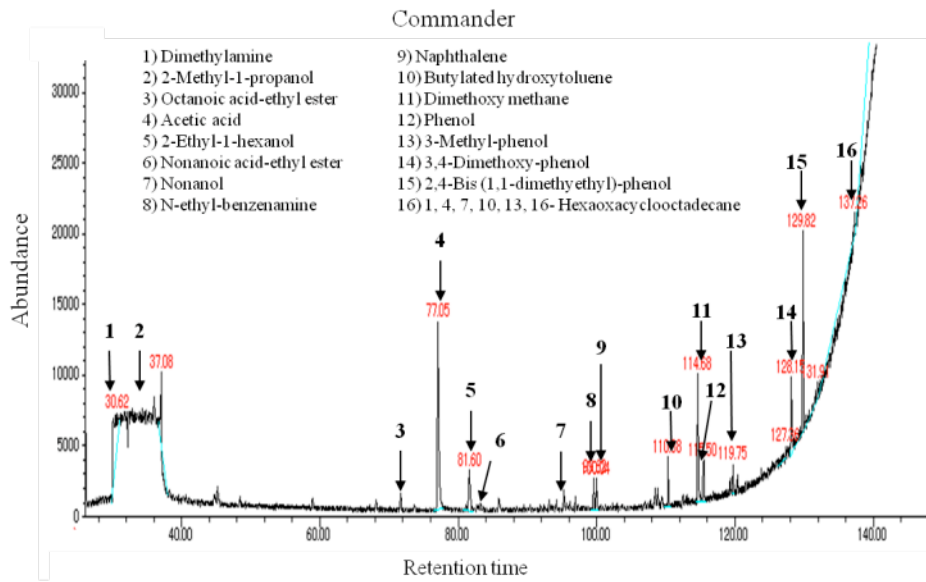 Commander
1) Dimethylamine
2) 2-Methyl-1-propanol
3) Octanoic acid-ethyl ester
4) Acetic acid
5) 2-Ethyl-1-hexanol
6) Nonanoic acid-ethyl ester
7) Nonanol
8) N-ethyl-benzenamine
9) Naphthalene
10) Butylated hydroxytoluene
11) Dimethoxy methane
12) Phenol
13) 3-Methyl-phenol
14) 3,4-Dimethoxy-phenol
15) 2,4-Bis (1,1-dimethyethyl)-phenol
16) 1, 4, 7, 10, 13, 16- Hexaoxacyclooctadecane
Abundance
30000
25000
20000
15000
10000
5000
0
1 2 3 4 5 6 7 8 9 10 11 12 13 14 15 16
30.62
37.08
77.05
81.60
114.68
119.75
128.15
129.82
40.00 60.00 80.00 100.00 120.00 140.00
Retention time